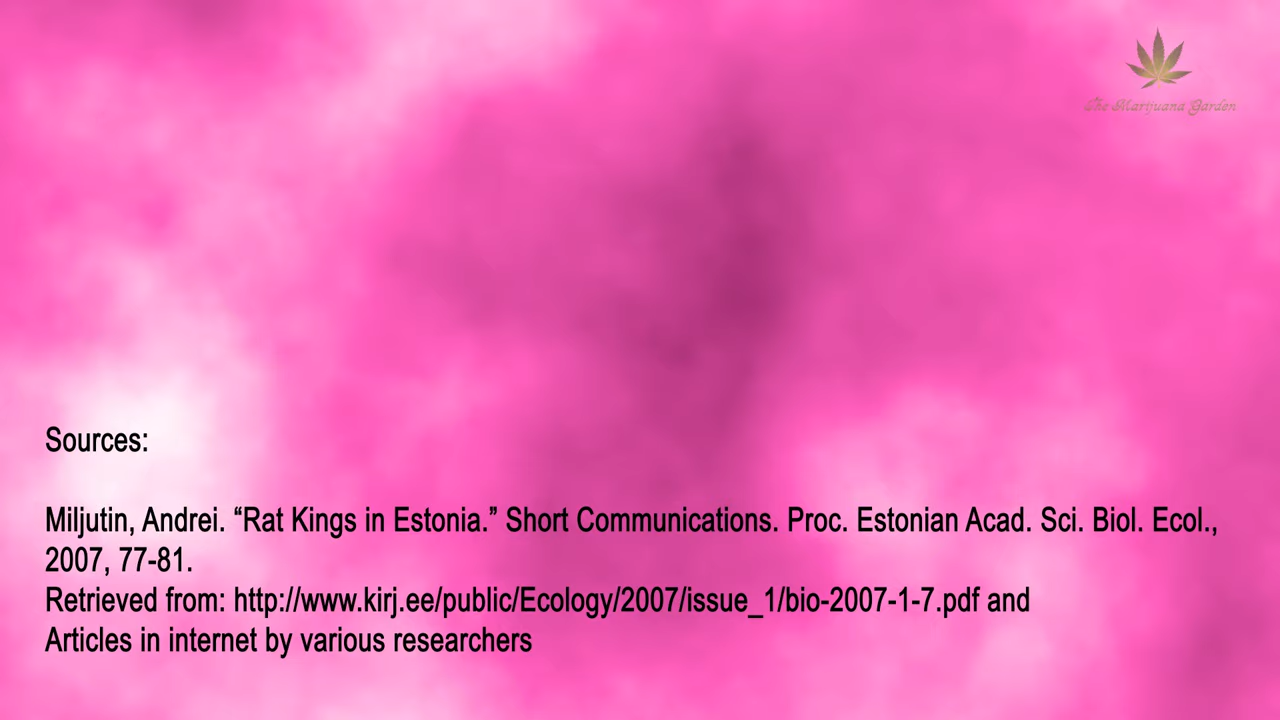 The Marijuana Garden
Sources:
Miljutin, Andrei. “Rat Kings in Estonia.” Short Communications. Proc. Estonian Acad. Sci. Biol. Ecol.,
2007, 77-81.
Retrieved from: http://www.kirj.ee/public/Ecology/2007/issue_1/bio-2007-1-7.pdf and
Articles in internet by various researchers